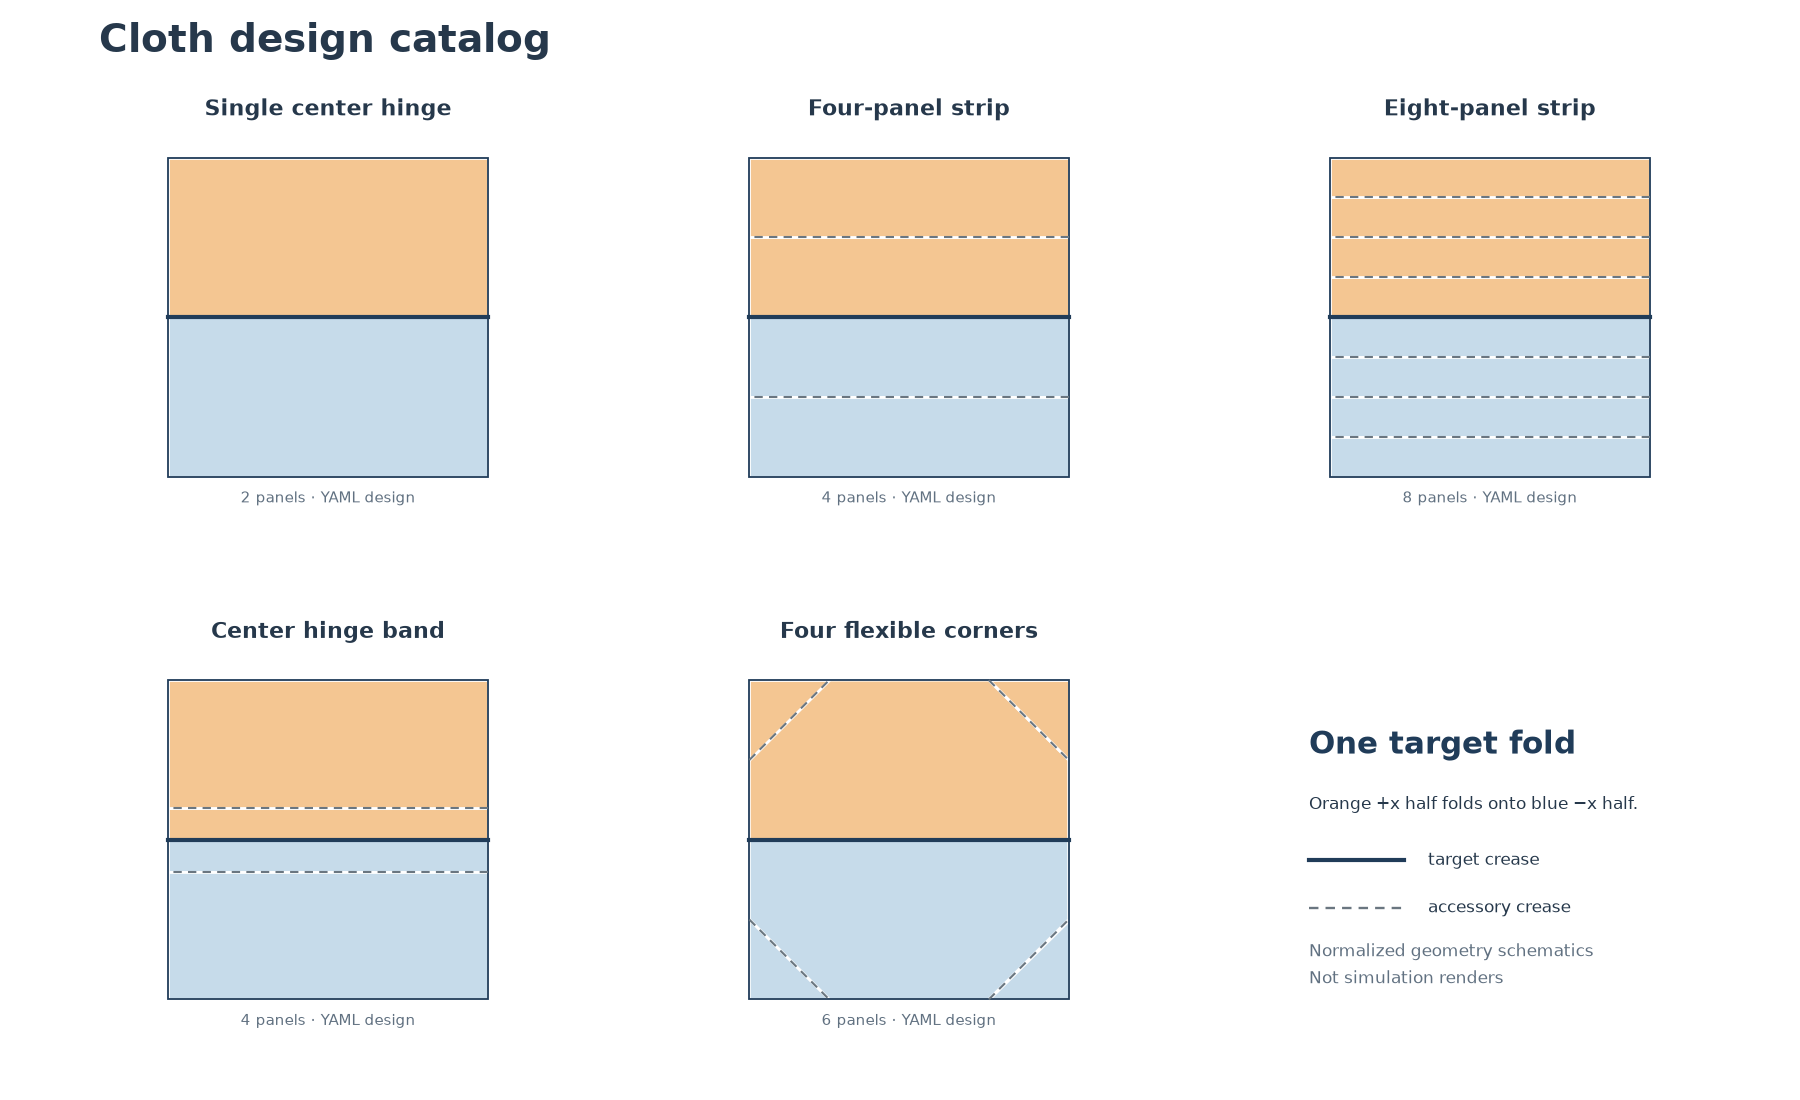 Cloth design catalog
Single center hinge
Four-panel strip
Eight-panel strip
2 panels · YAML design
4 panels · YAML design
8 panels · YAML design
Center hinge band
Four flexible corners
4 panels · YAML design
6 panels · YAML design
One target fold
Orange +x half folds onto blue −x half.
target crease
accessory crease
Normalized geometry schematics
Not simulation renders